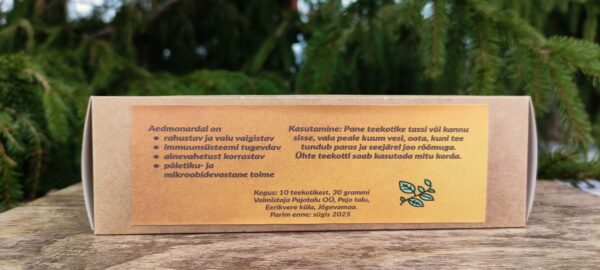 Aedmonardal on
• rahustav ja valu vaigistav
• immuunsüsteemi tugevdav
• ainevahetust korrastav
• põletiku- ja
mikroobidevastane toime
Kasutamine: Pane teekotike tassi või kannu
sisse, vala peale kuum vesi, oota, kuni tee
tundub paras ja seejärel joo rõõmuga.
Ühte teekotti saab kasutada mitu korda.
Kogus: 10 teekotikest, 30 grammi
Valmistaja Pajotalu OÜ, Pajo talu,
Eerikvere küla, Jõgevamaa.
Parim enne: sügis 2025